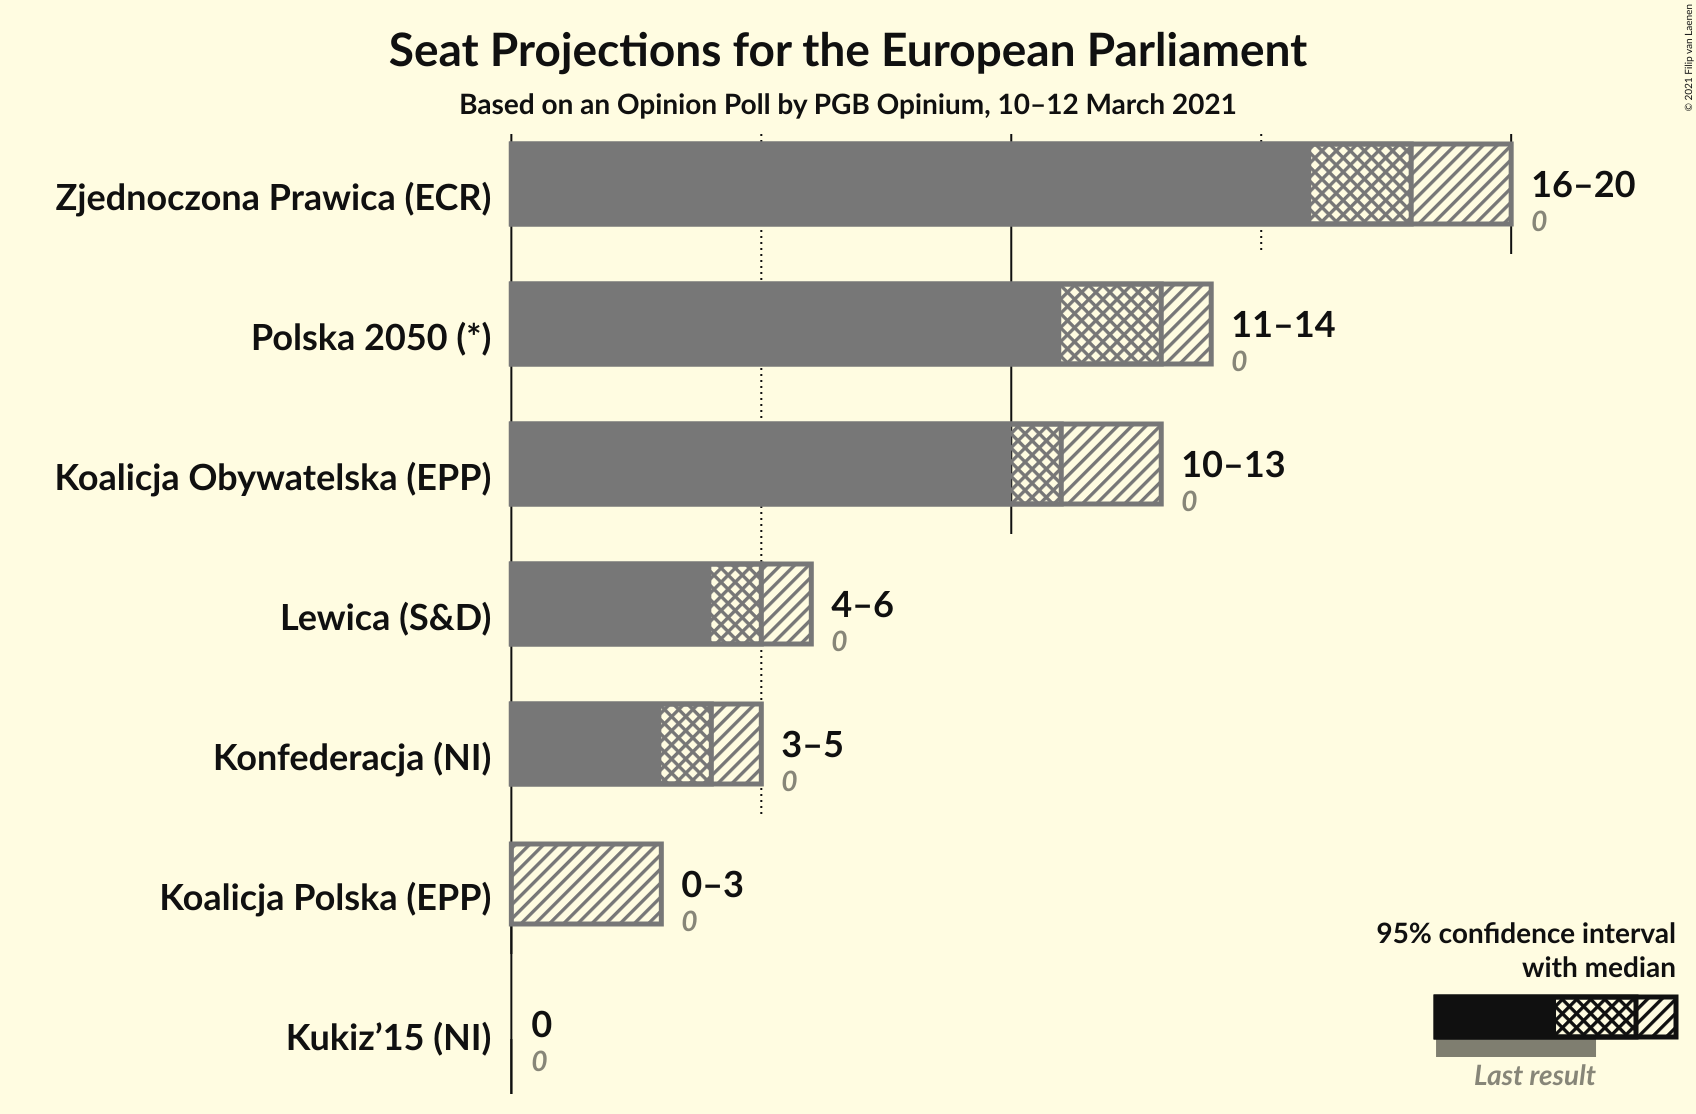 Seat Projections for the European Parliament
Based on an Opinion Poll by PGB Opinium, 10–12 March 2021
© 2021 Filip van Laenen
Zjednoczona Prawica (ECR)
16–20
0
Polska 2050 (*)
11–14
0
Koalicja Obywatelska (EPP)
10–13
0
Lewica (S&D)
4–6
0
Konfederacja (NI)
3–5
0
Koalicja Polska (EPP)
0–3
0
Kukiz’15 (NI)
0
0
95% confidence interval
with median
Last result